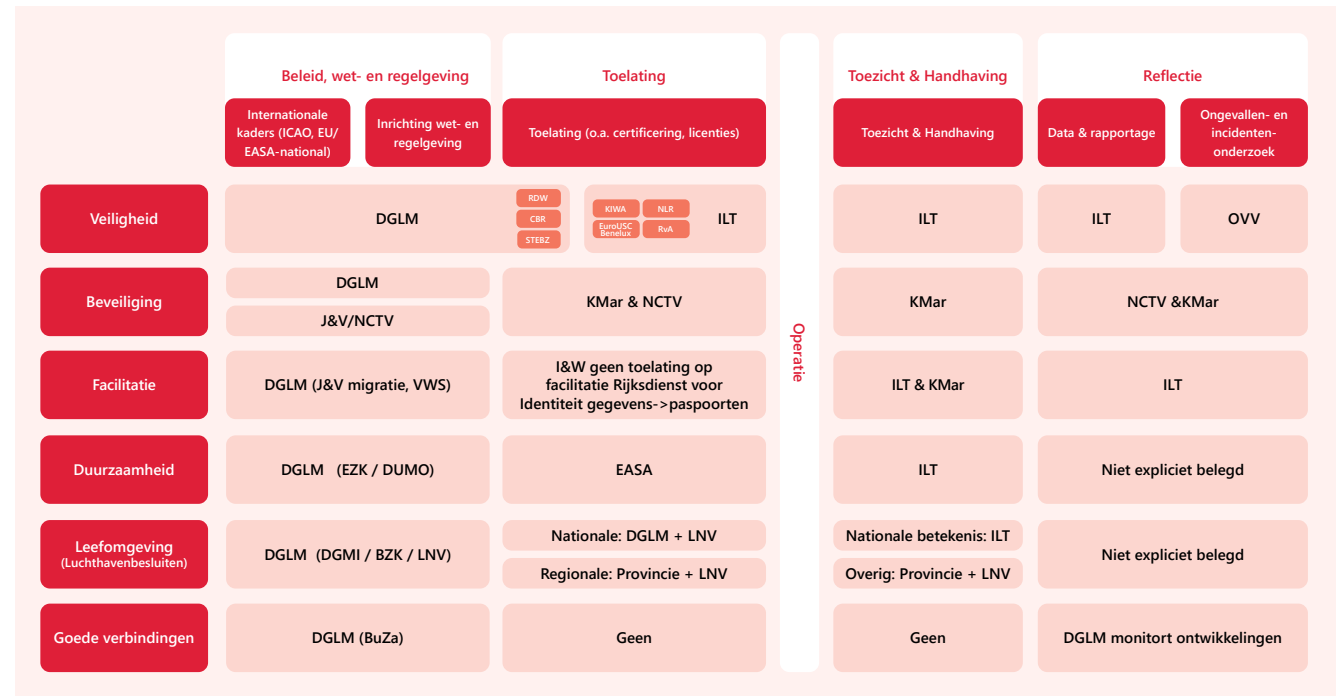 Beleid, wet- en regelgeving
Toelating
Toezicht & Handhaving
Reflectie
Internationale
kaders (ICAO, EU/
EASA-national)
Inrichting wet- en
regelgeving
Toelating (o.a. certificering, licenties)
Toezicht & Handhaving
Data & rapportage
Ongevallen- en
incidenten-
onderzoek
Operatie
Veiligheid
DGLM
RDW
CBR
STEBZ
KIWA
NLR
EuroUSC
Benelux
RvA
ILT
ILT
ILT
OVV
Beveiliging
DGLM
J&V/NCTV
KMar & NCTV
KMar
NCTV &KMar
Facilitatie
DGLM (J&V migratie, VWS)
I&W geen toelating op
facilitatie Rijksdienst voor
Identiteit gegevens->paspoorten
ILT & KMar
ILT
Duurzaamheid
DGLM (EZK / DUMO)
EASA
ILT
Niet expliciet belegd
Leefomgeving
(Luchthavenbesluiten)
DGLM (DGMI / BZK / LNV)
Nationale: DGLM + LNV
Regionale: Provincie + LNV
Nationale betekenis: ILT
Overig: Provincie + LNV
Niet expliciet belegd
Goede verbindingen
DGLM (BuZa)
Geen
Geen
DGLM monitort ontwikkelingen